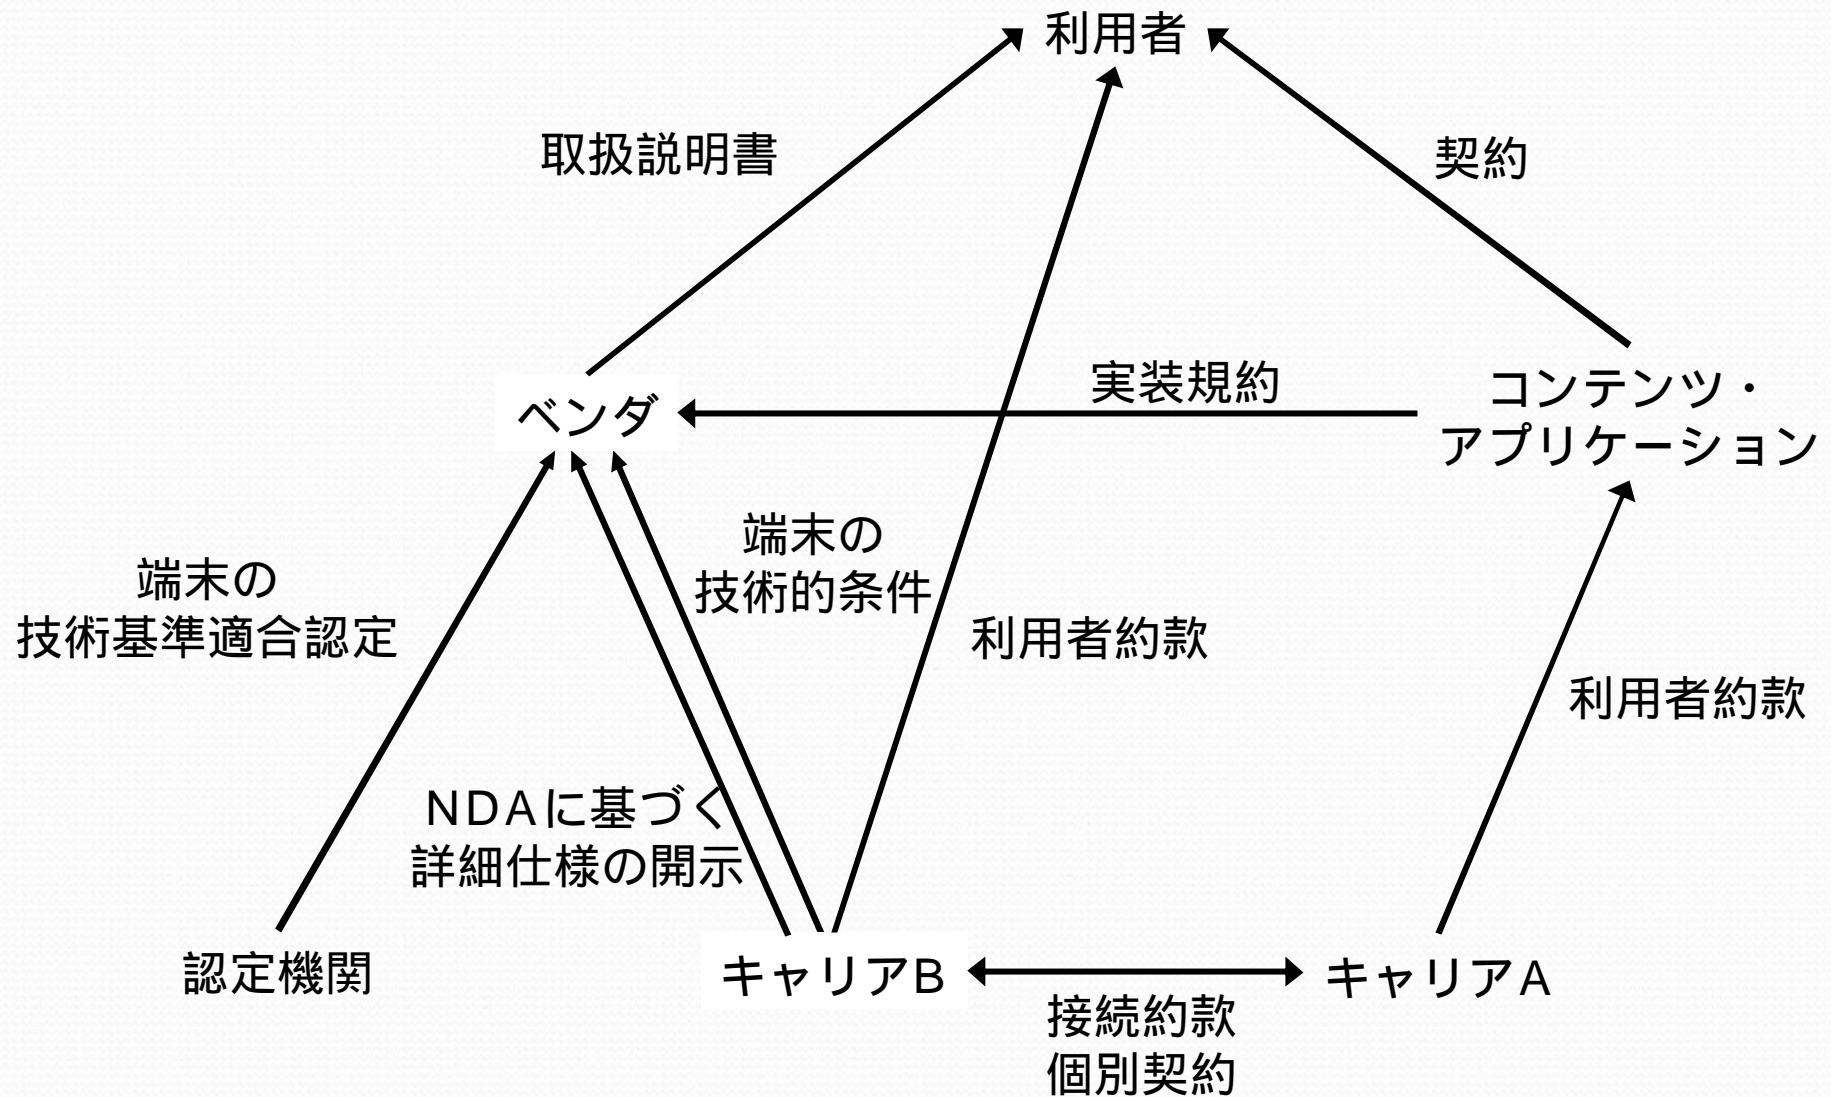 利用者
取扱説明書
契約
実装規約
コンテンツ・
アプリケーション
ベンダ
端末の
技術的条件
端末の
技術基準適合認定
利用者約款
利用者約款
NDAに基づく
詳細仕様の開示
認定機関
キャリアB
キャリアA
接続約款
個別契約